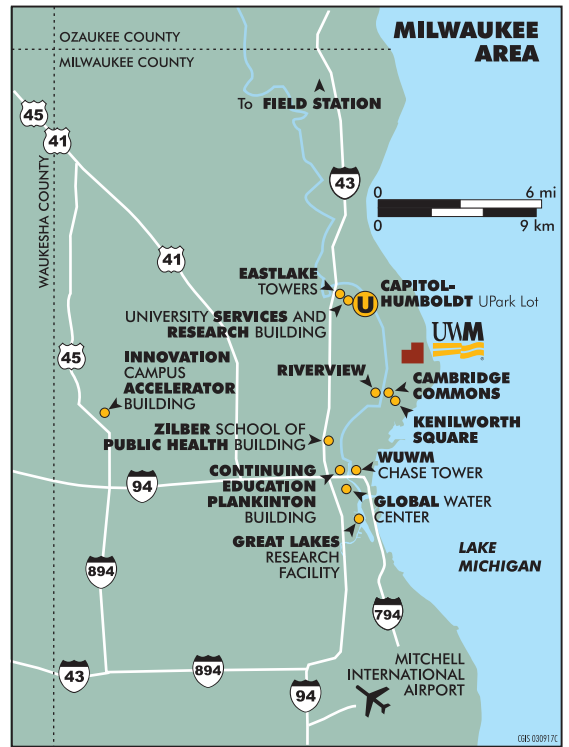 MILWAUKEE
AREA
OZAUKEE COUNTY
MILWAUKEE COUNTY
WAUKESHA COUNTY
To FIELD STATION
45
41
43
0 6 mi
0 9 km
41
EASTLAKE
TOWERS
U
CAPITOL-
HUMBOLDT UPark Lot
UNIVERSITY SERVICES AND
RESEARCH BUILDING
UWM
45
INNOVATION
CAMPUS
ACCELERATOR
BUILDING
RIVERVIEW
CAMBRIDGE
COMMONS
KENILWORTH
SQUARE
ZILBER SCHOOL OF
PUBLIC HEALTH BUILDING
WUWM
CHASE TOWER
94
CONTINUING
EDUCATION
PLANKINTON
BUILDING
GLOBAL WATER
CENTER
GREAT LAKES
RESEARCH
FACILITY
LAKE
MICHIGAN
894
794
43
894
94
MITCHELL
INTERNATIONAL
AIRPORT
CGIS 030917C